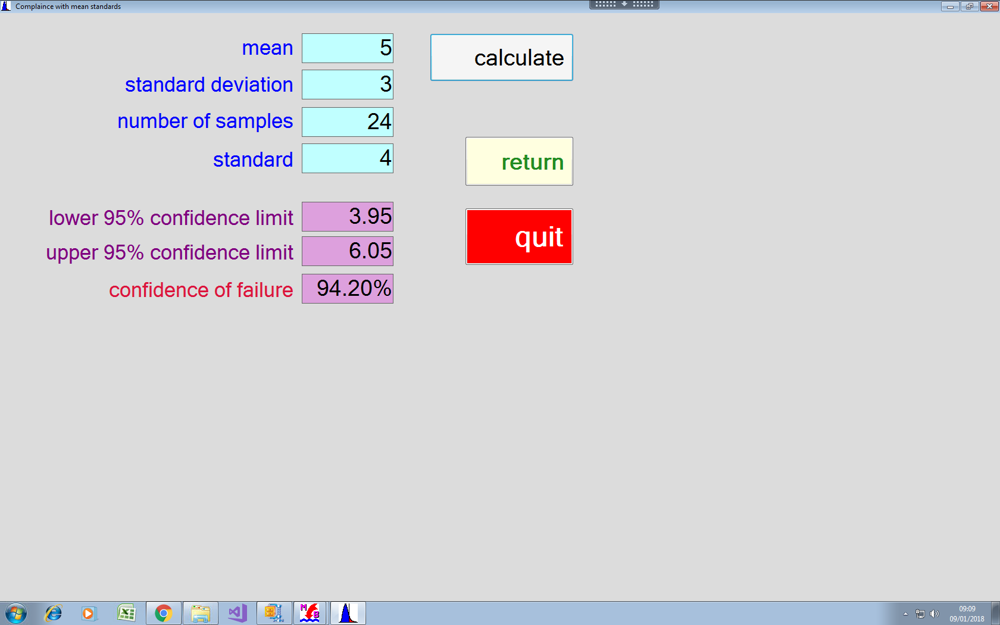 Complaince with mean standards
mean 5
calculate
standard deviation 3
number of samples 24
standard 4
return
lower 95% confidence limit 3.95
upper 95% confidence limit 6.05
quit
confidence of failure 94.20%
M
B
09:09
09/01/2018